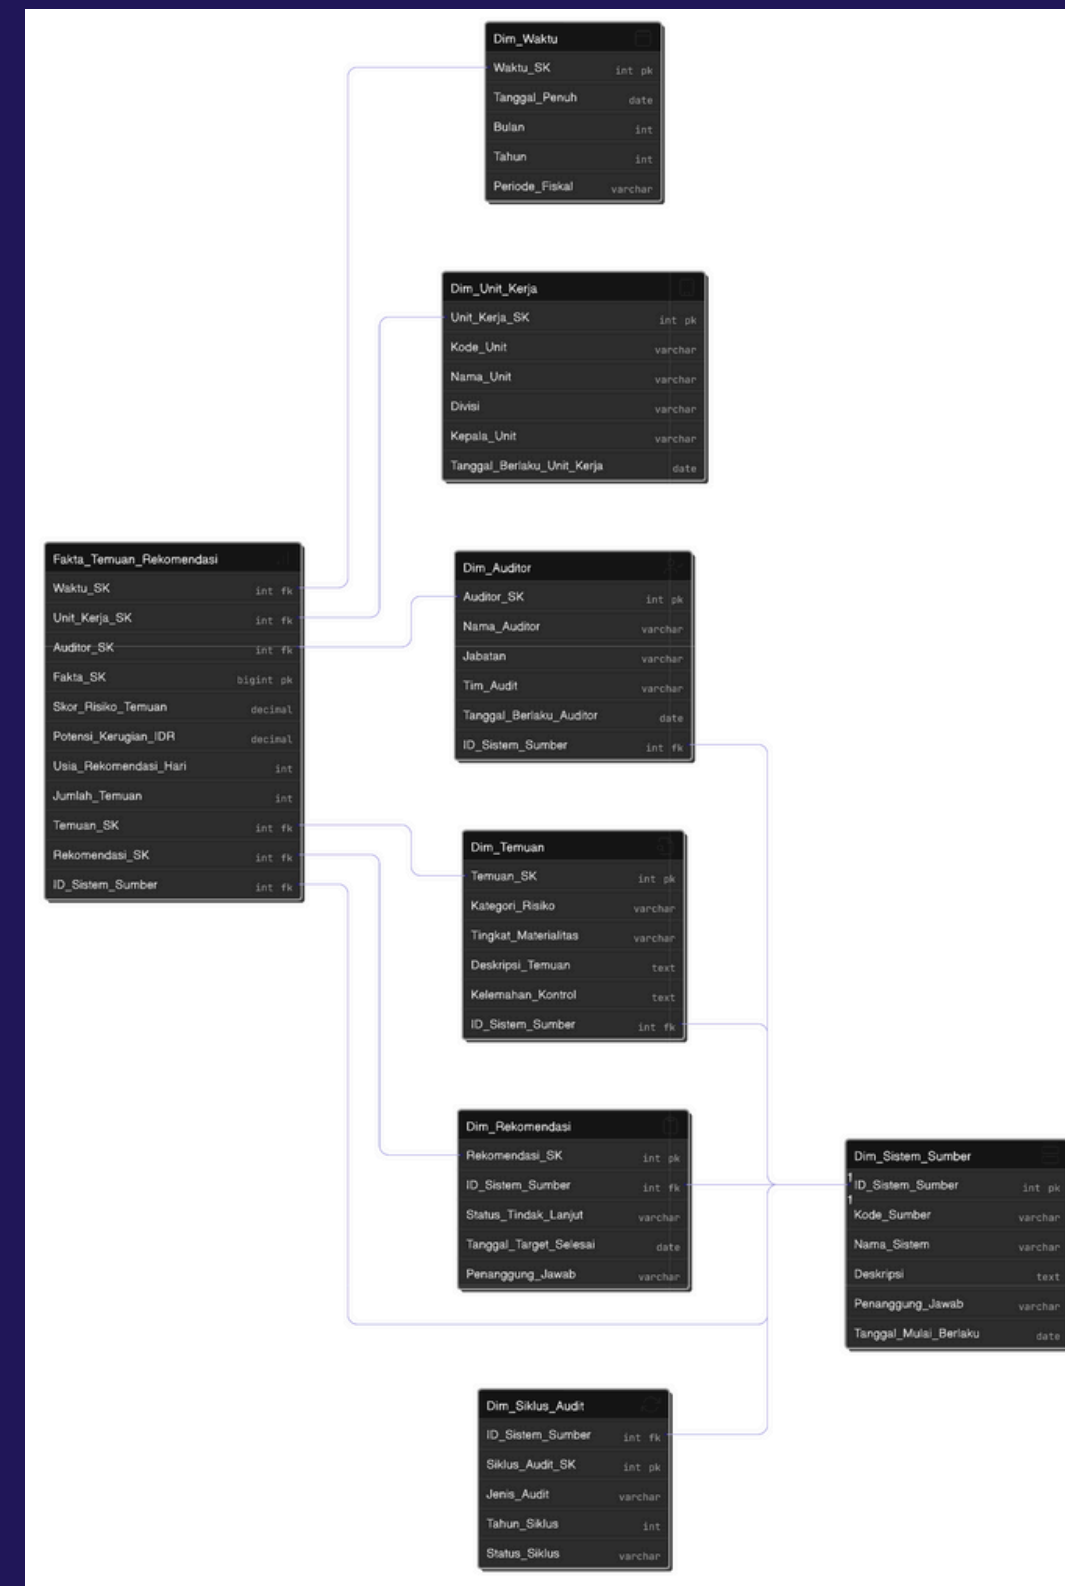 Dim_Waktu
Waktu_SK int pk
Tanggal_Penuh date
Bulan int
Tahun int
Periode_Fiskal varchar
Dim_Unit_Kerja
Unit_Kerja_SK int pk
Kode_Unit varchar
Nama_Unit varchar
Divisi varchar
Kepala_Unit varchar
Tanggal_Berlaku_Unit_Kerja date
Fakta_Temuan_Rekomendasi
Waktu_SK int fk
Unit_Kerja_SK int fk
Auditor_SK int fk
Fakta_SK bigint pk
Skor_Risiko_Temuan decimal
Potensi_Kerugian_IDR decimal
Usia_Rekomendasi_Hari int
Jumlah_Temuan int
Temuan_SK int fk
Rekomendasi_SK int fk
ID_Sistem_Sumber int fk
Dim_Auditor
Auditor_SK int pk
Nama_Auditor varchar
Jabatan varchar
Tim_Audit varchar
Tanggal_Berlaku_Auditor date
ID_Sistem_Sumber int fk
Dim_Temuan
Temuan_SK int pk
Kategori_Risiko varchar
Tingkat_Materialitas varchar
Deskripsi_Temuan text
Kelemahan_Kontrol text
ID_Sistem_Sumber int fk
Dim_Rekomendasi
Rekomendasi_SK int pk
ID_Sistem_Sumber int fk
Status_Tindak_Lanjut varchar
Tanggal_Target_Selesai date
Penanggung_Jawab varchar
Dim_Sistem_Sumber
1 ID_Sistem_Sumber int pk
1
Kode_Sumber varchar
Nama_Sistem varchar
Deskripsi text
Penanggung_Jawab varchar
Tanggal_Mulai_Berlaku date
Dim_Siklus_Audit
ID_Sistem_Sumber int fk
Siklus_Audit_SK int pk
Jenis_Audit varchar
Tahun_Siklus int
Status_Siklus varchar